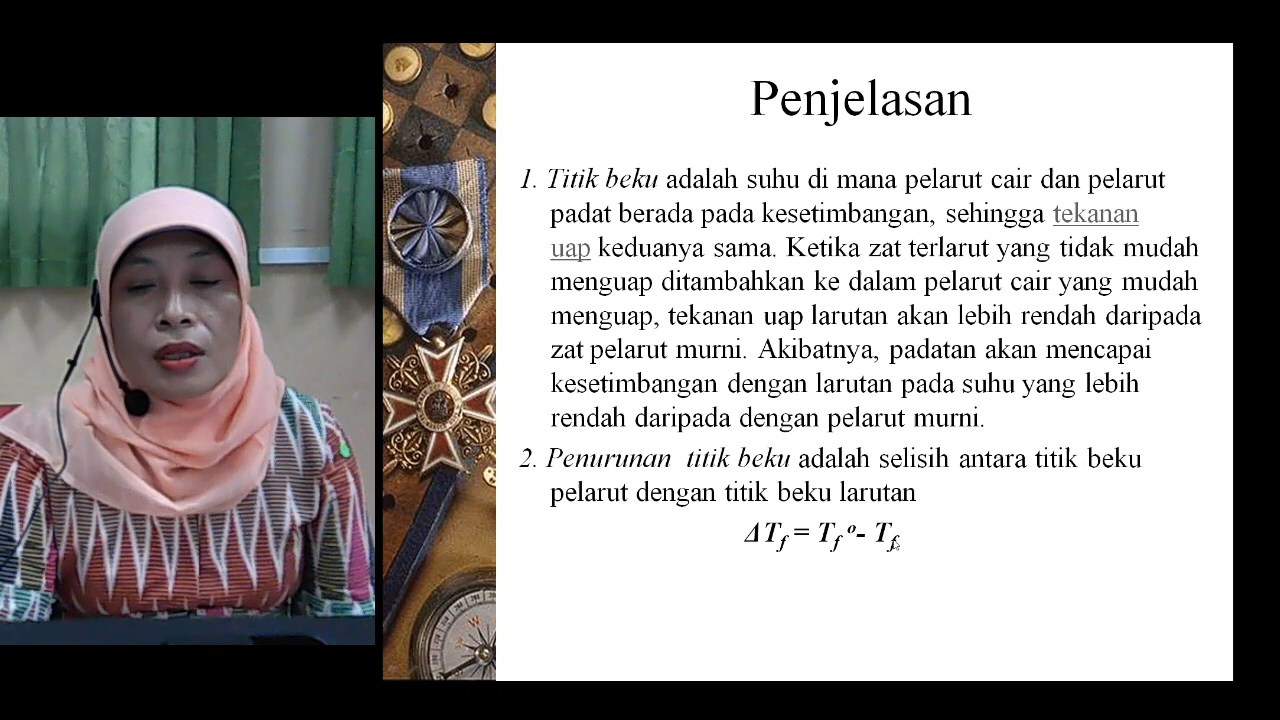 Penjelasan
1. Titik beku adalah suhu di mana pelarut cair dan pelarut
padat berada pada kesetimbangan, sehingga tekanan
uap keduanya sama. Ketika zat terlarut yang tidak mudah
menguap ditambahkan ke dalam pelarut cair yang mudah
menguap, tekanan uap larutan akan lebih rendah daripada
zat pelarut murni. Akibatnya, padatan akan mencapai
kesetimbangan dengan larutan pada suhu yang lebih
rendah daripada dengan pelarut murni.
2. Penurunan titik beku adalah selisih antara titik beku
pelarut dengan titik beku larutan
ΔTf = Tf º- Tf